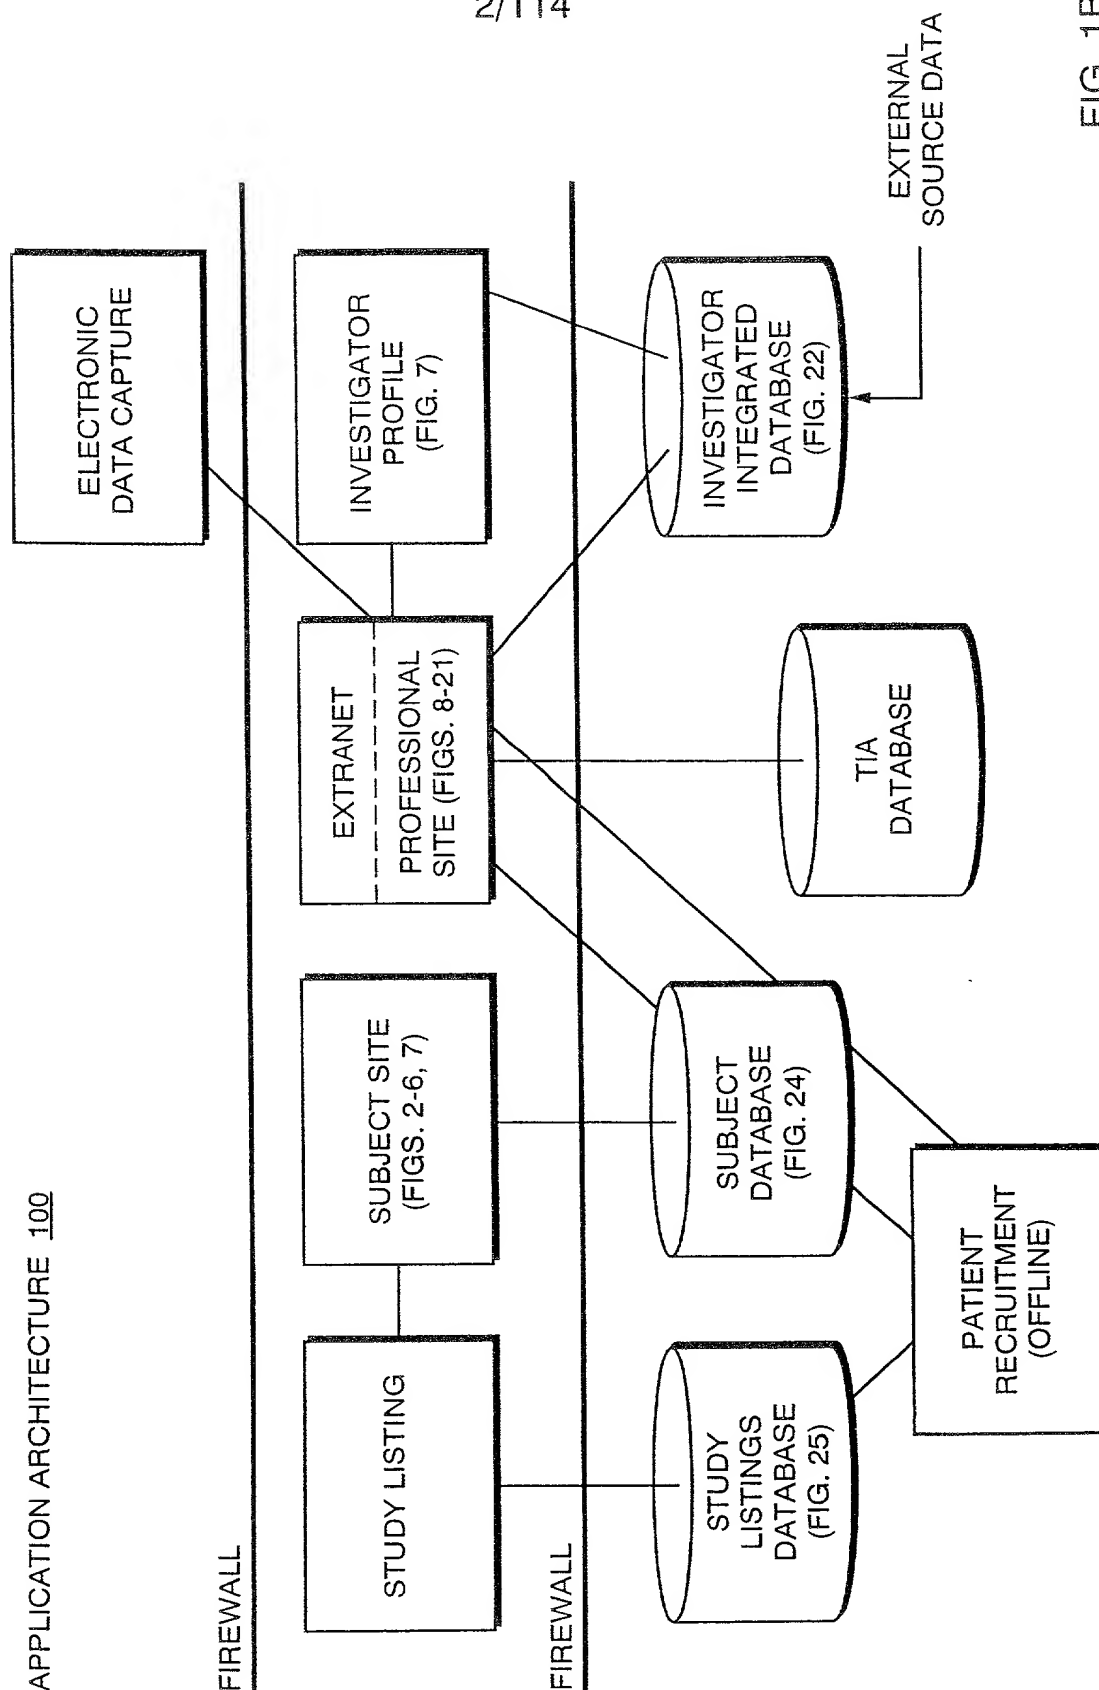 2/114
APPLICATION ARCHITECTURE 100
ELECTRONIC
DATA CAPTURE
FIREWALL
STUDY LISTING
SUBJECT SITE
(FIGS. 2-6, 7)
EXTRANET
PROFESSIONAL
SITE (FIGS. 8-21)
INVESTIGATOR
PROFILE
(FIG. 7)
FIREWALL
STUDY
LISTINGS
DATABASE
(FIG. 25)
SUBJECT
DATABASE
(FIG. 24)
TIA
DATABASE
INVESTIGATOR
INTEGRATED
DATABASE
(FIG. 22)
EXTERNAL
SOURCE DATA
PATIENT
RECRUITMENT
(OFFLINE)
FIG. 1B